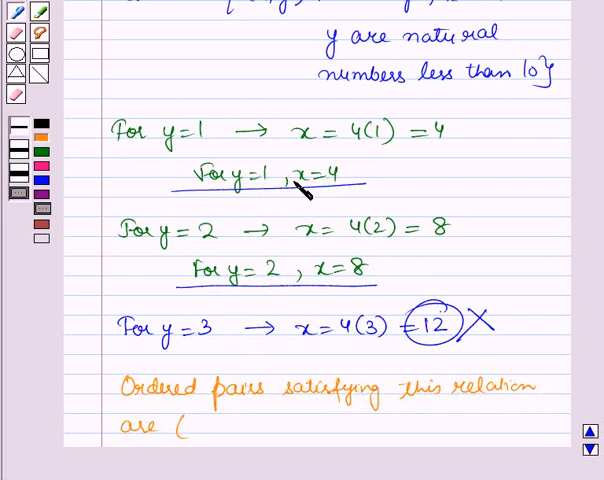 y are natural
numbers less than 10}
For y=1 → x = 4(1) = 4
For y=1 , x=4
For y = 2 → x = 4(2) = 8
For y = 2 , x = 8
For y = 3 → x = 4(3) = 12 X
Ordered pairs satisfying this relation
are (